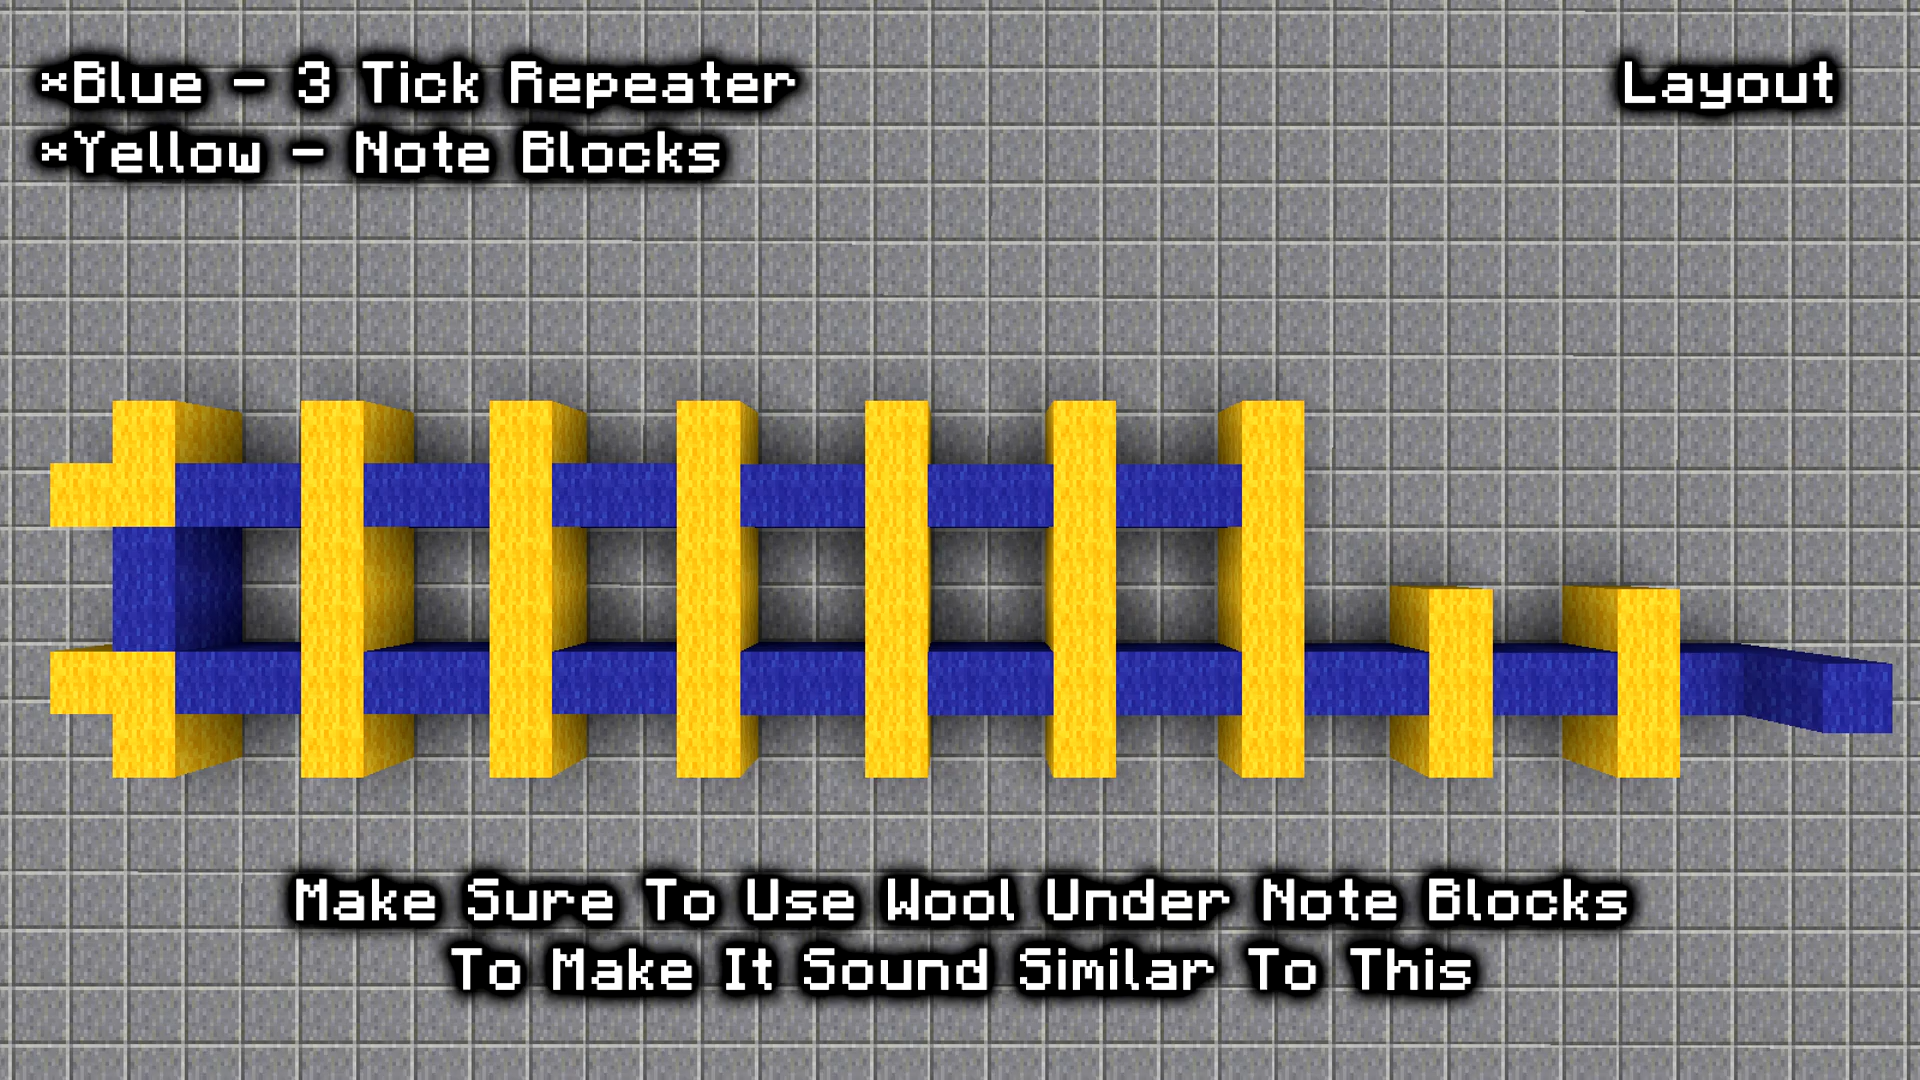 ×Blue - 3 Tick Repeater
×Yellow - Note Blocks
Layout
Make Sure To Use Wool Under Note Blocks
To Make It Sound Similar To This